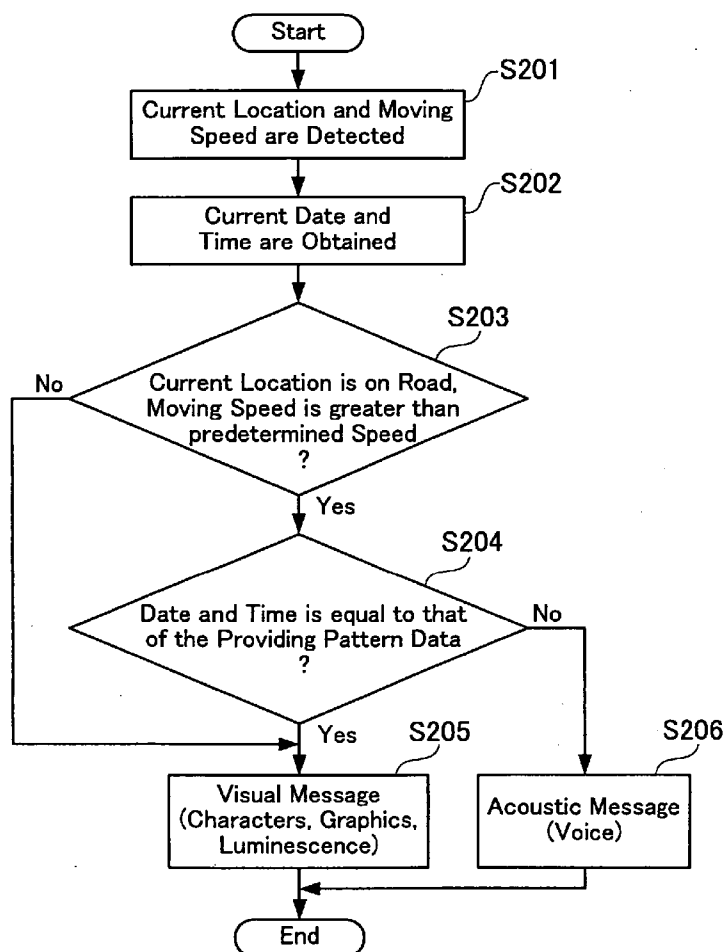 Start
S201
Current Location and Moving
Speed are Detected
S202
Current Date and
Time are Obtained
S203
No
Current Location is on Road,
Moving Speed is greater than
predetermined Speed
?
Yes
S204
Date and Time is equal to that
of the Providing Pattern Data
?
No
Yes
S205
S206
Visual Message
(Characters, Graphics,
Luminescence)
Acoustic Message
(Voice)
End